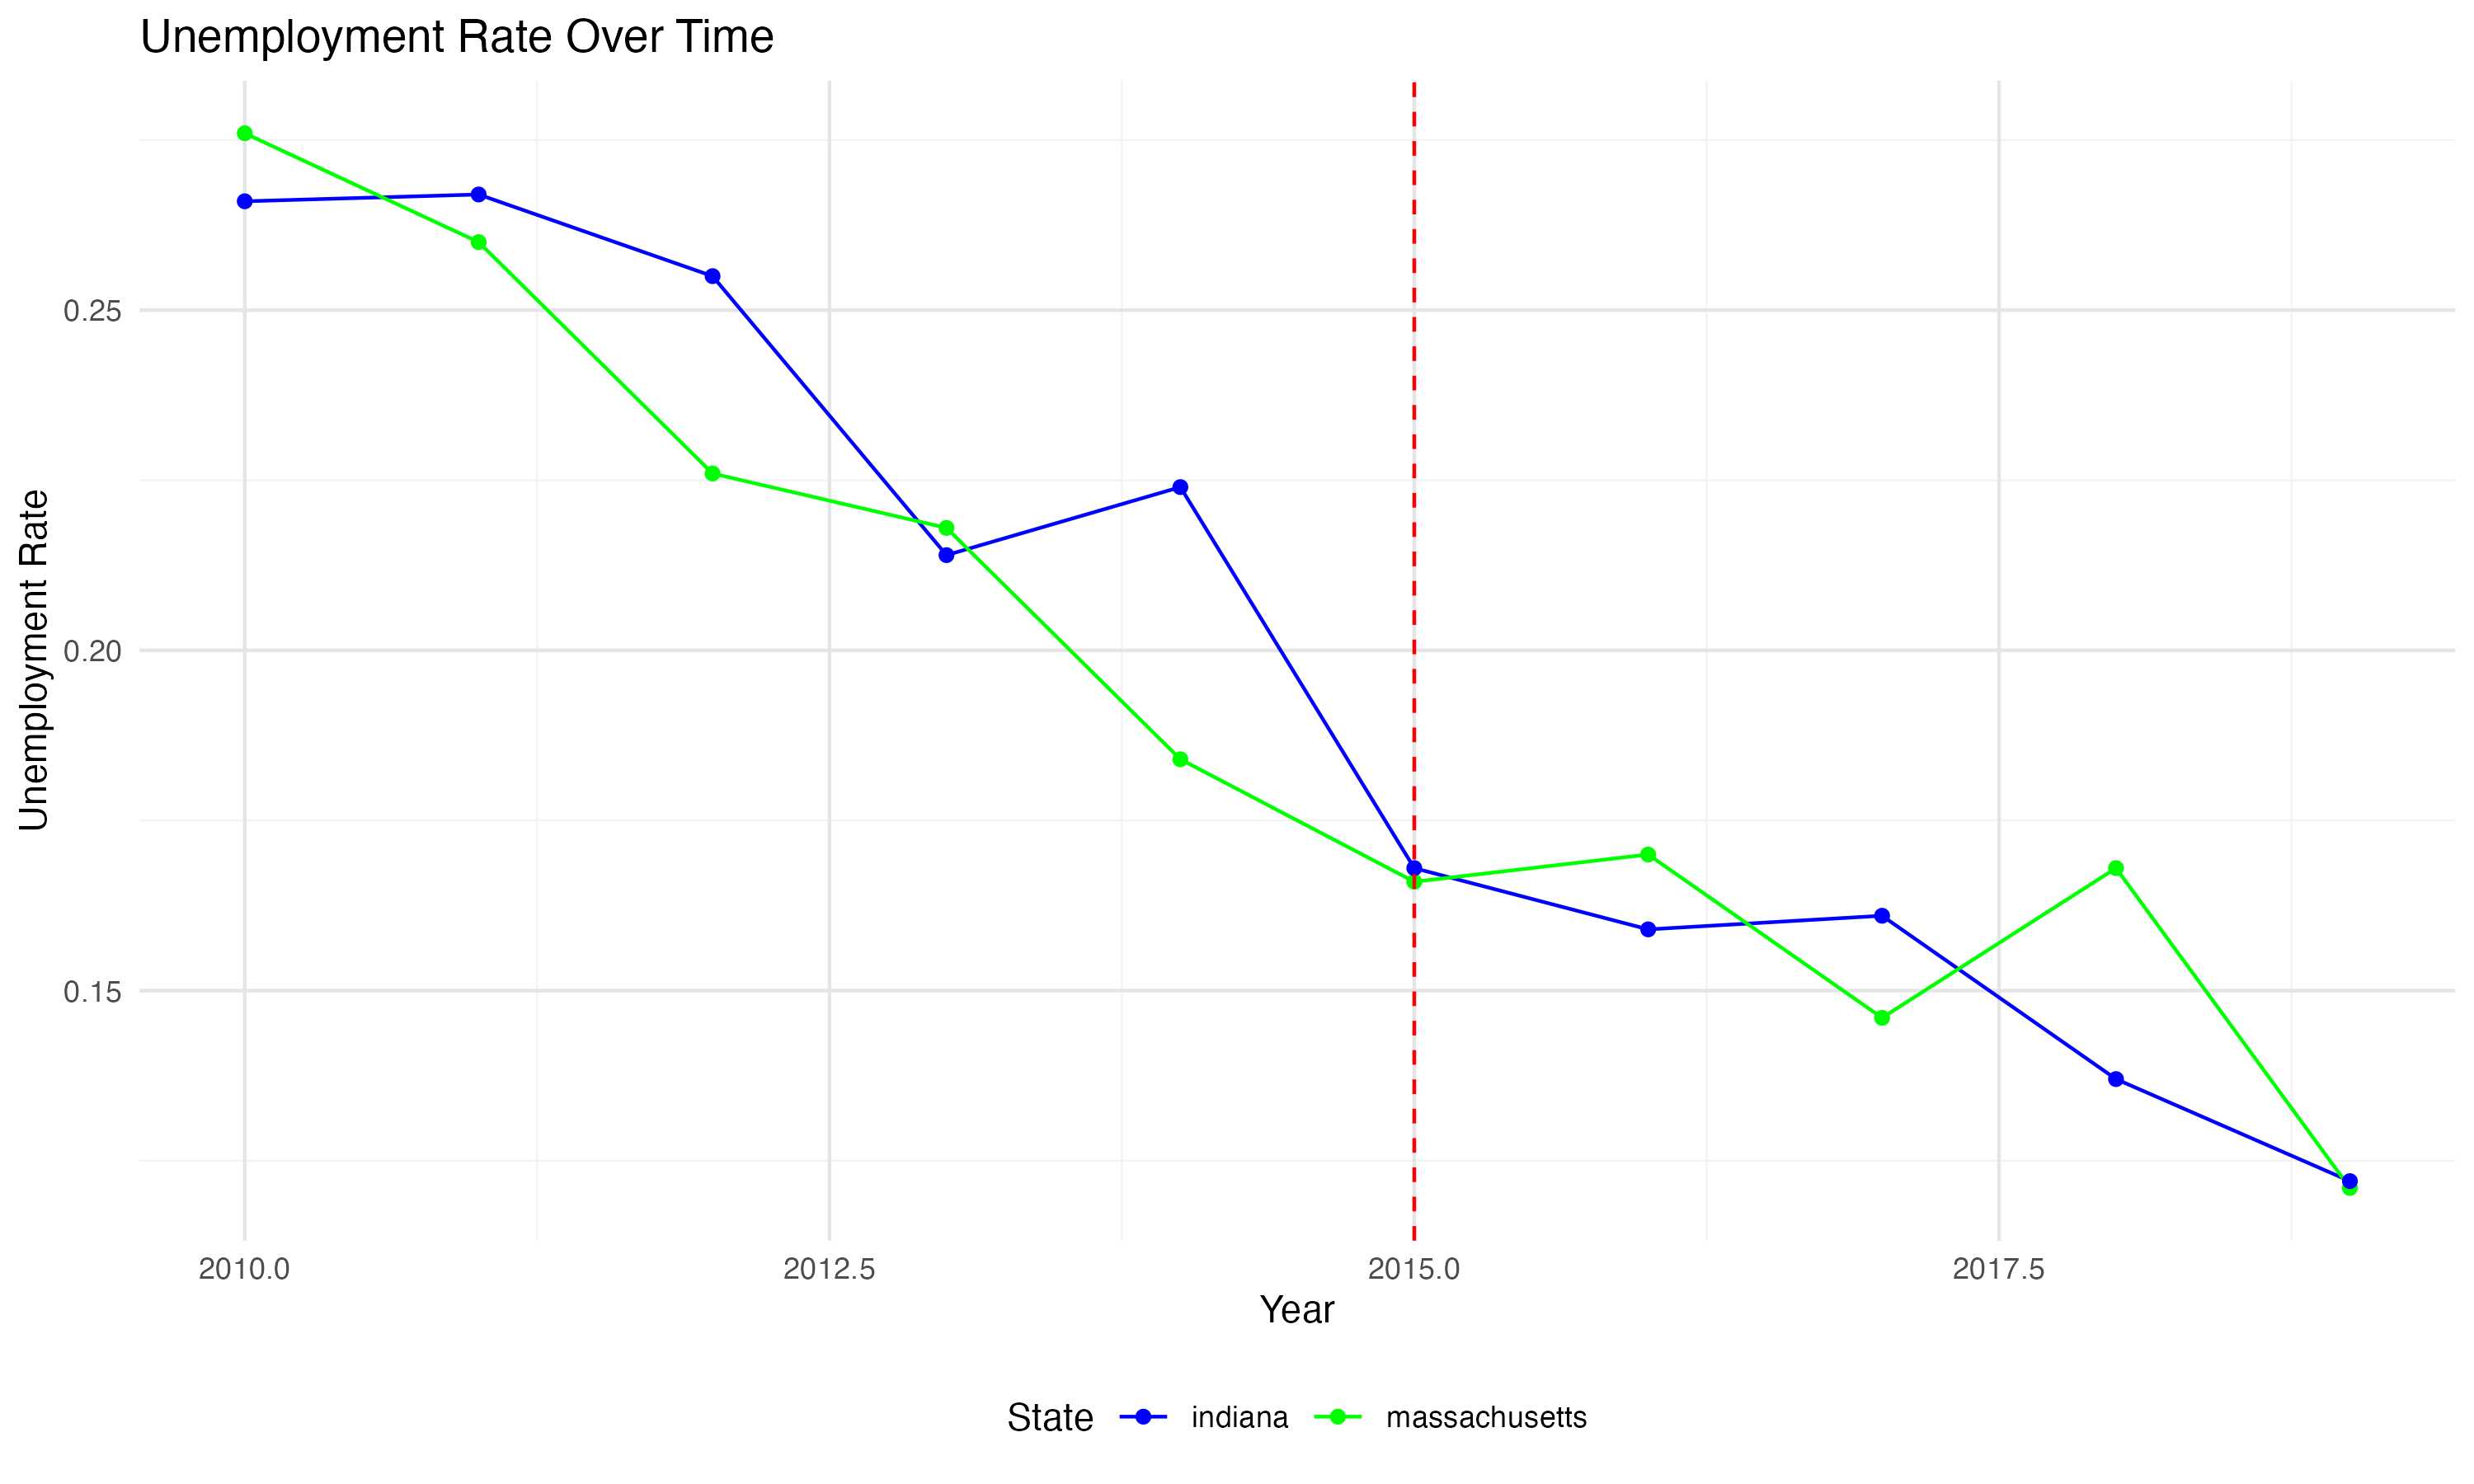 Unemployment Rate Over Time
Unemployment Rate
0.25
0.20
0.15
2010.0 2012.5 2015.0 2017.5
Year
State indiana massachusetts